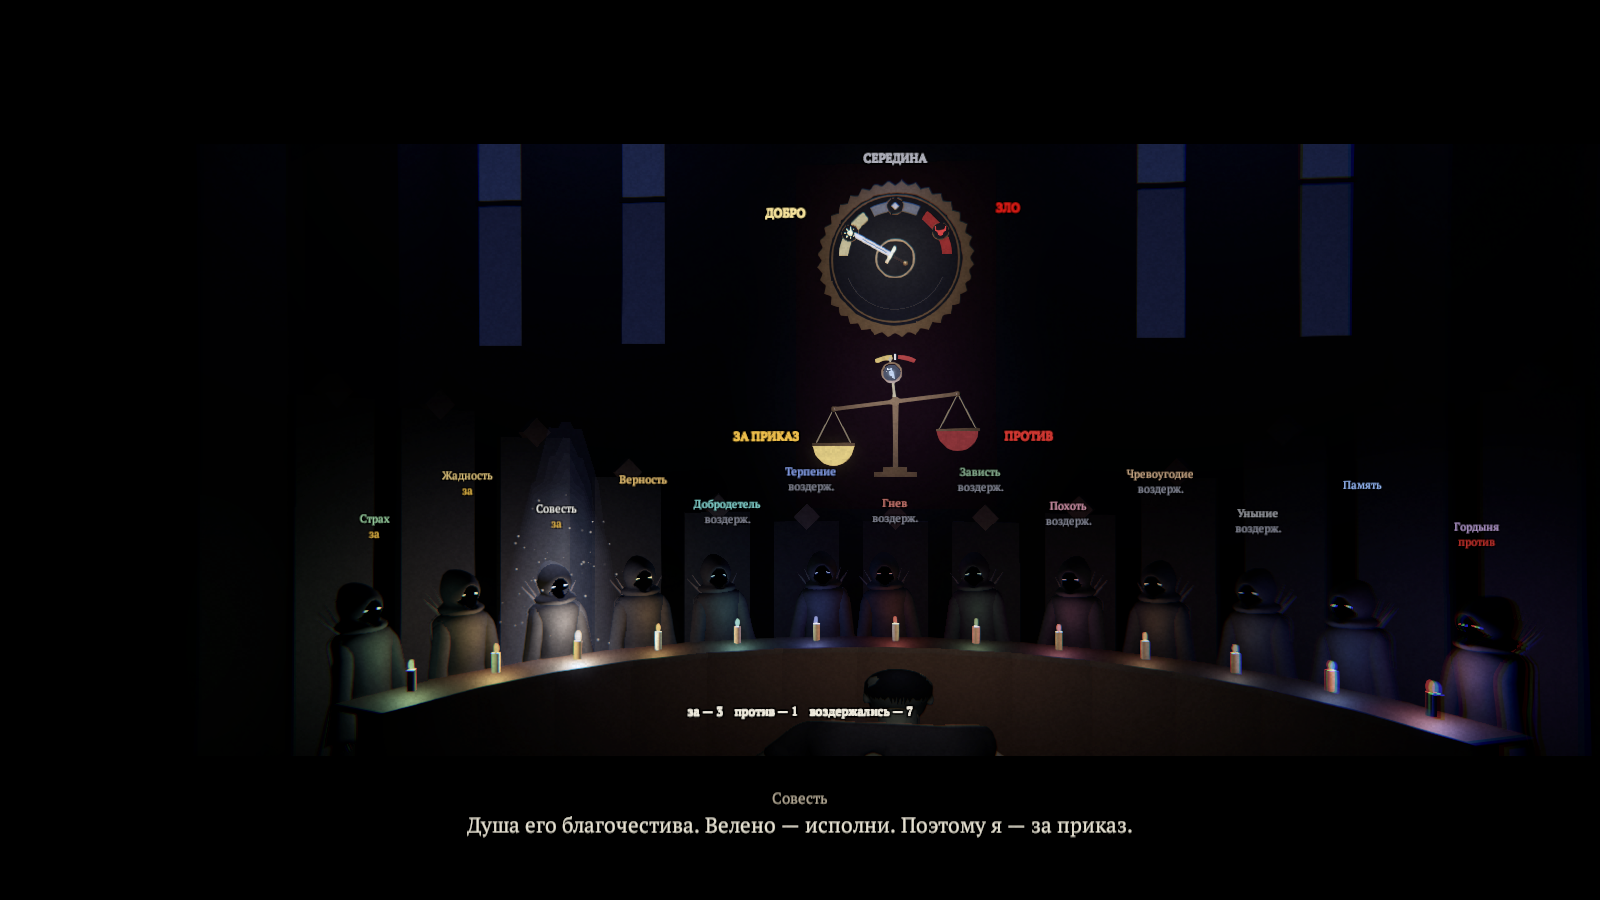 СЕРЕДИНА
ДОБРО
ЗЛО
ЗА ПРИКАЗ
ПРОТИВ
Страх
за
Жадность
за
Совесть
за
Верность
Добродетель
воздерж.
Терпение
воздерж.
Гнев
воздерж.
Зависть
воздерж.
Похоть
воздерж.
Чревоугодие
воздерж.
Уныние
воздерж.
Память
Гордыня
против
за — 3 против — 1 воздержались — 7
Совесть
Душа его благочестива. Велено — исполни. Поэтому я — за приказ.